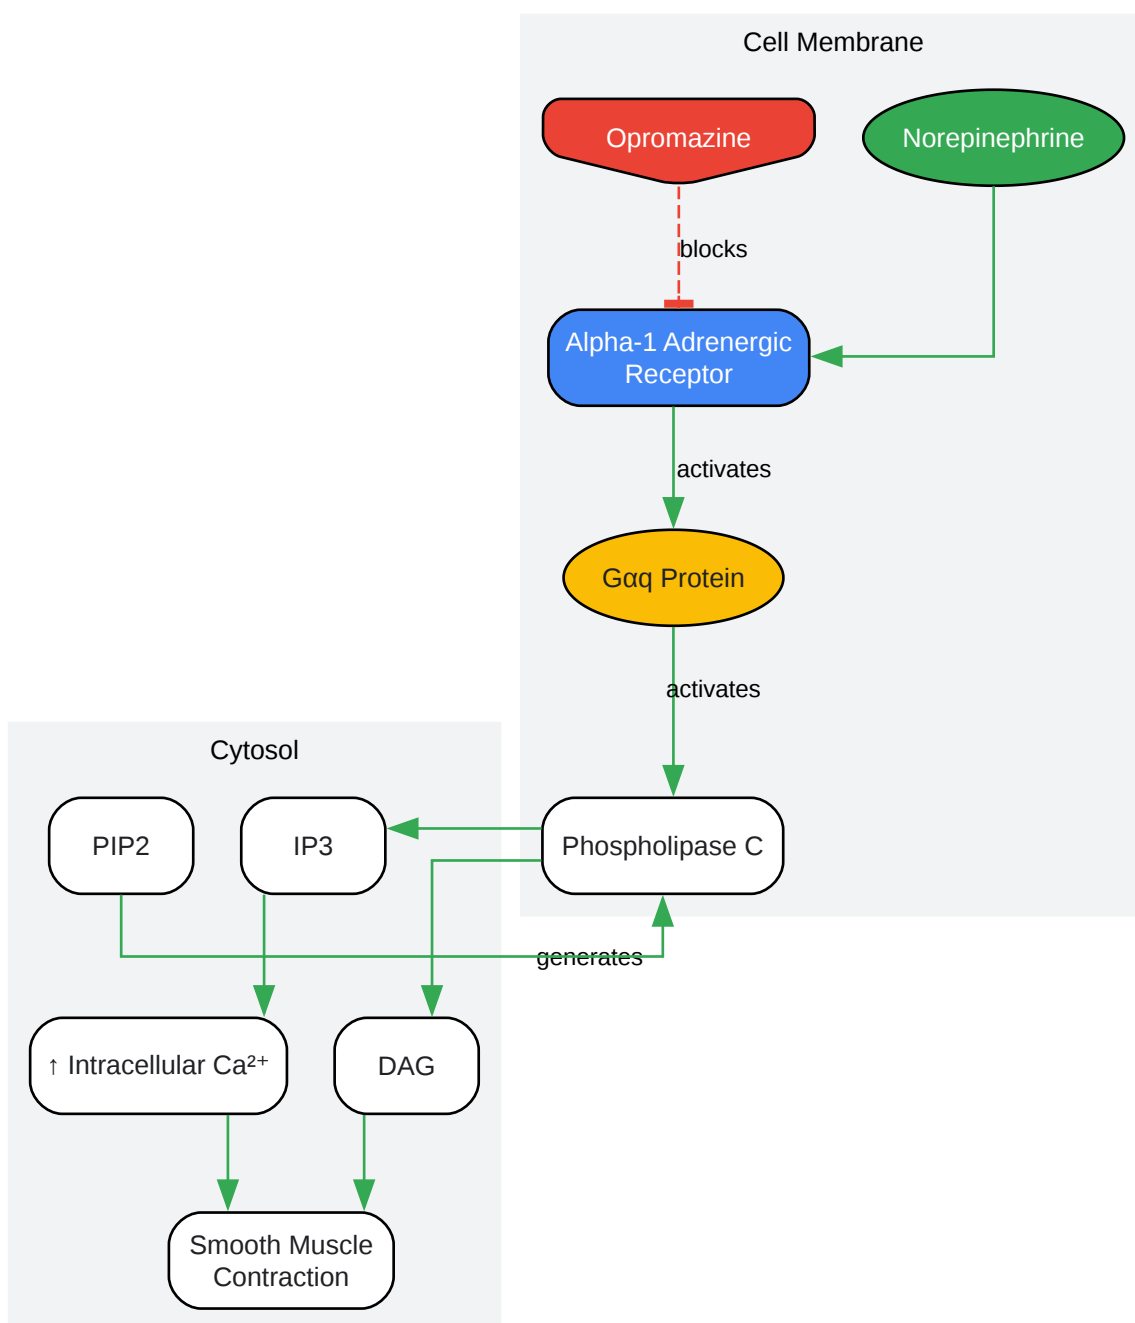 Cell Membrane
Opromazine
Norepinephrine
blocks
Alpha-1 Adrenergic
Receptor
activates
Gαq Protein
activates
Cytosol
PIP2
IP3
Phospholipase C
generates
↑ Intracellular Ca²⁺
DAG
Smooth Muscle
Contraction